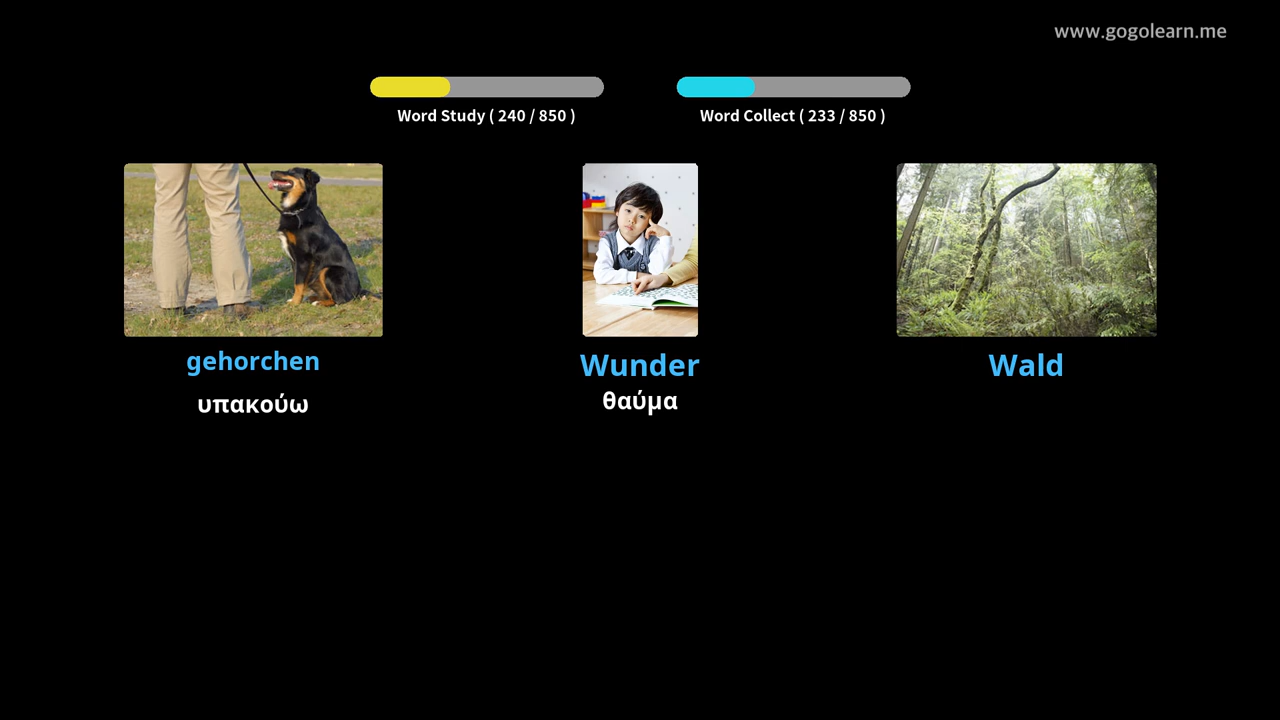 www.gogolearn.me
Word Study ( 240 / 850 )
Word Collect ( 233 / 850 )
gehorchen
υπακούω
Wunder
θαύμα
Wald